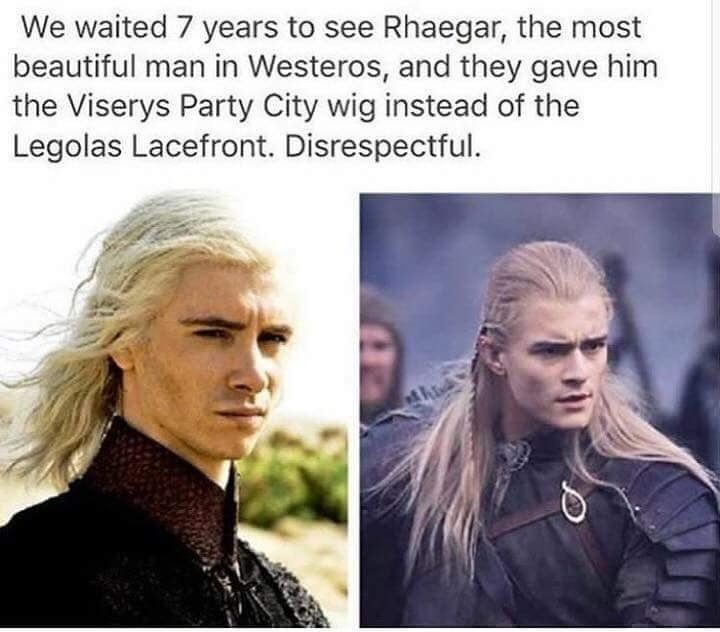 We waited 7 years to see Rhaegar, the most
beautiful man in Westeros, and they gave him
the Viserys Party City wig instead of the
Legolas Lacefront. Disrespectful.